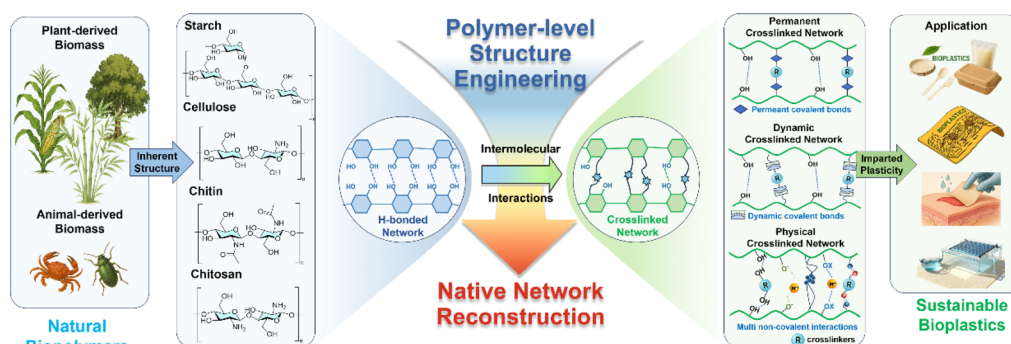 Plant-derived
Biomass
Animal-derived
Biomass
Natural
Biopolymers
Inherent
Structure
Starch
Cellulose
Chitin
Chitosan
H-bonded
Network
Polymer-level
Structure
Engineering
Intermolecular
Interactions
Native Network
Reconstruction
Crosslinked
Network
Permanent
Crosslinked Network
R
Permeant covalent bonds
Dynamic
Crosslinked Network
R
Dynamic covalent bonds
Physical
Crosslinked Network
R
Multi non-covalent interactions
R crosslinkers
Imparted
Plasticity
Application
BIOPLASTICS
BIOPLASTICS
Sustainable
Bioplastics